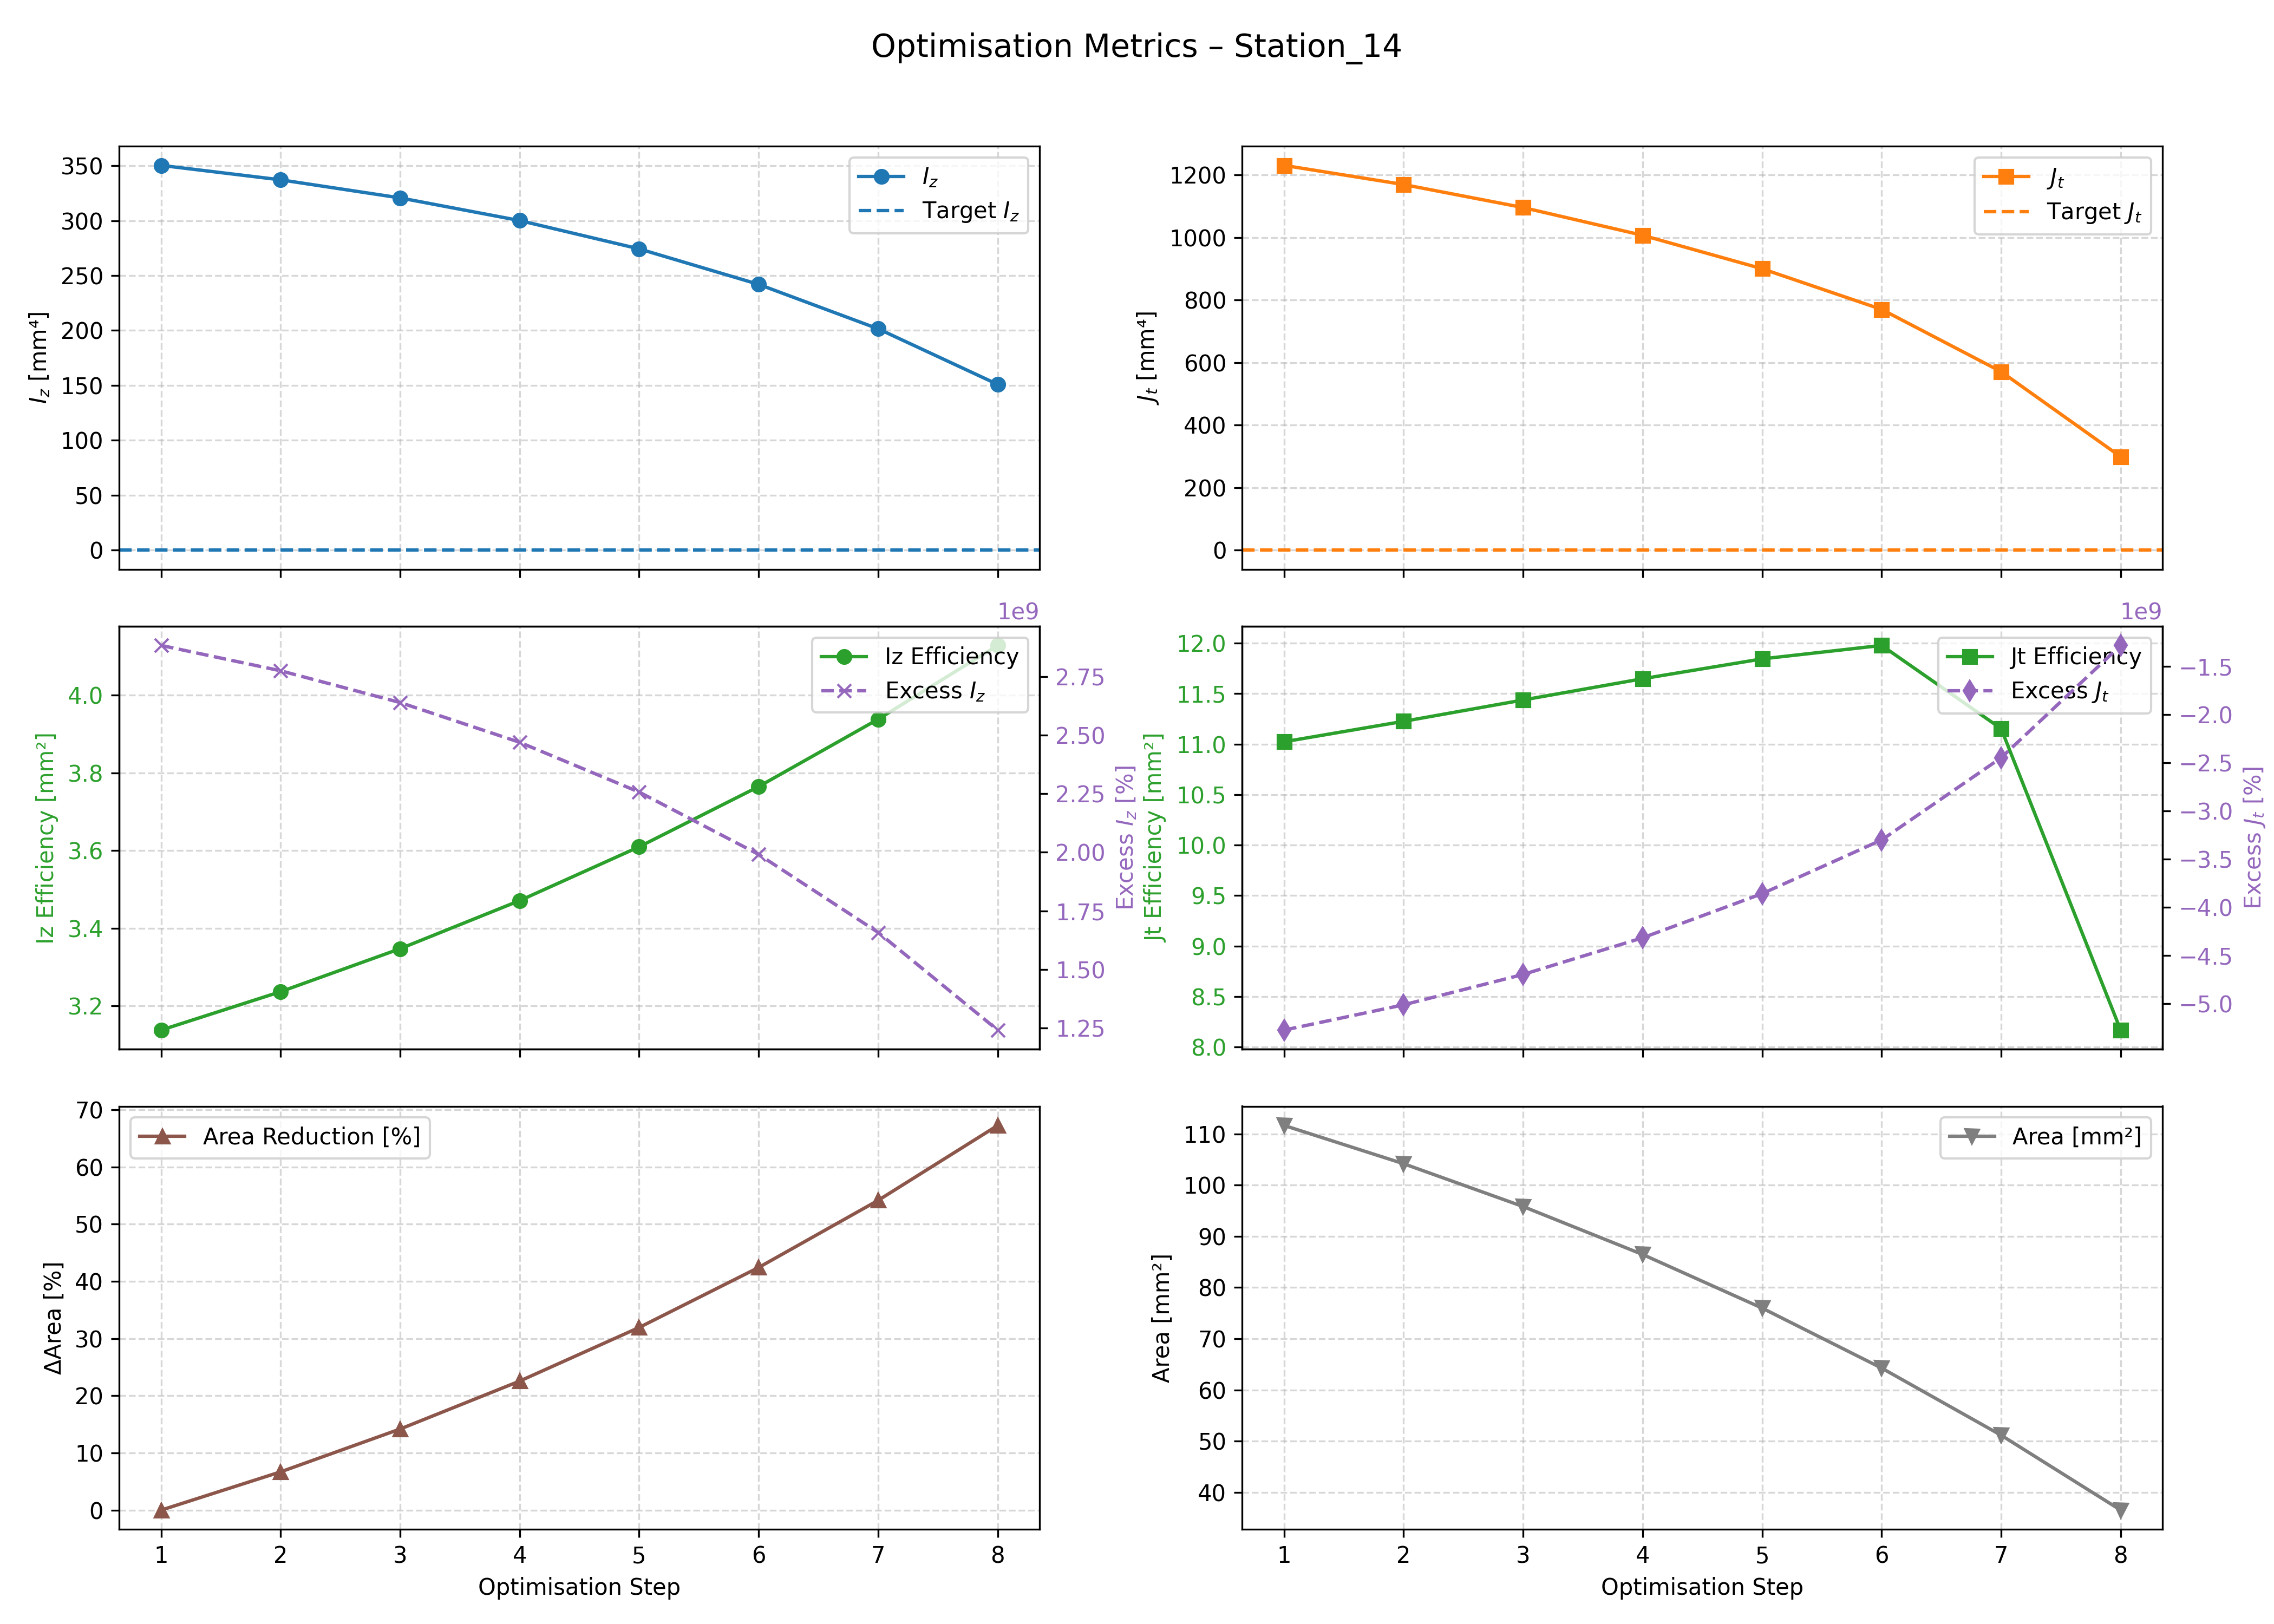 Optimisation Metrics – Station_14
350
300
250
200
150
100
50
0
I_z [mm⁴]
I_z
Target I_z
1200
1000
800
600
400
200
0
J_t [mm⁴]
J_t
Target J_t
1e9
4.0
3.8
3.6
3.4
3.2
Iz Efficiency [mm²]
Iz Efficiency
Excess I_z
2.75
2.50
2.25
2.00
1.75
1.50
1.25
Excess I_z [%]
1e9
12.0
11.5
11.0
10.5
10.0
9.5
9.0
8.5
8.0
Jt Efficiency [mm²]
Jt Efficiency
Excess J_t
−1.5
−2.0
−2.5
−3.0
−3.5
−4.0
−4.5
−5.0
Excess J_t [%]
70
60
50
40
30
20
10
0
ΔArea [%]
Area Reduction [%]
1 2 3 4 5 6 7 8
Optimisation Step
110
100
90
80
70
60
50
40
Area [mm²]
Area [mm²]
1 2 3 4 5 6 7 8
Optimisation Step